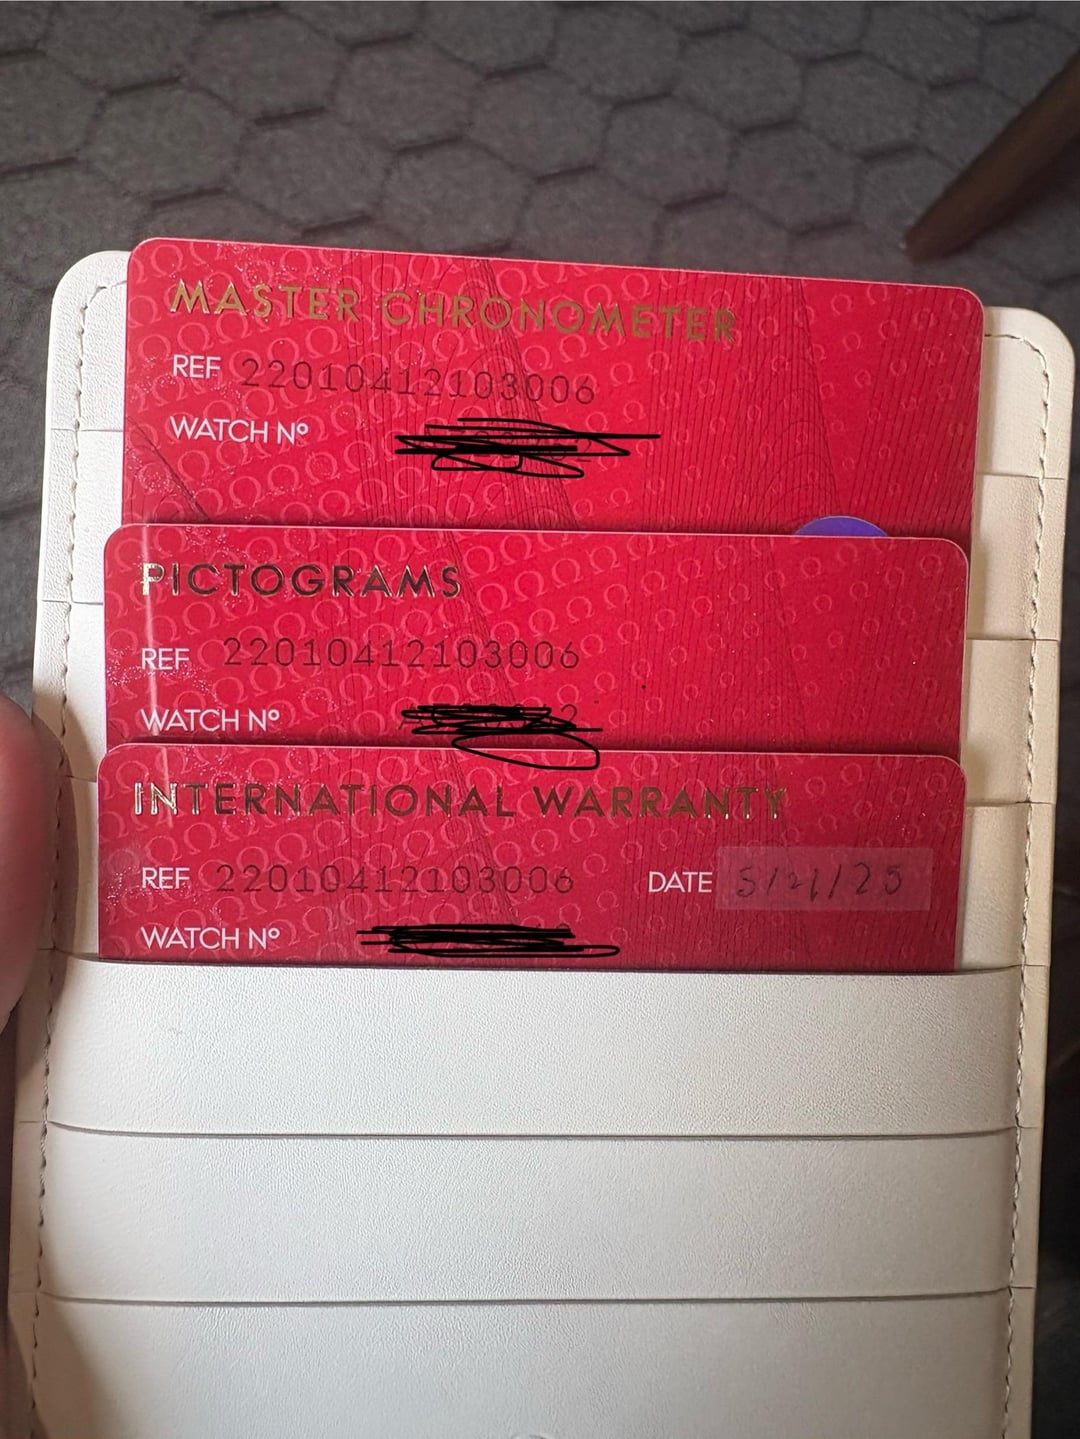 MASTER CHRONOMETER
REF 22010412103006
WATCH Nº
PICTOGRAMS
REF 22010412103006
WATCH Nº
INTERNATIONAL WARRANTY
REF 22010412103006 DATE 5/21/25
WATCH Nº